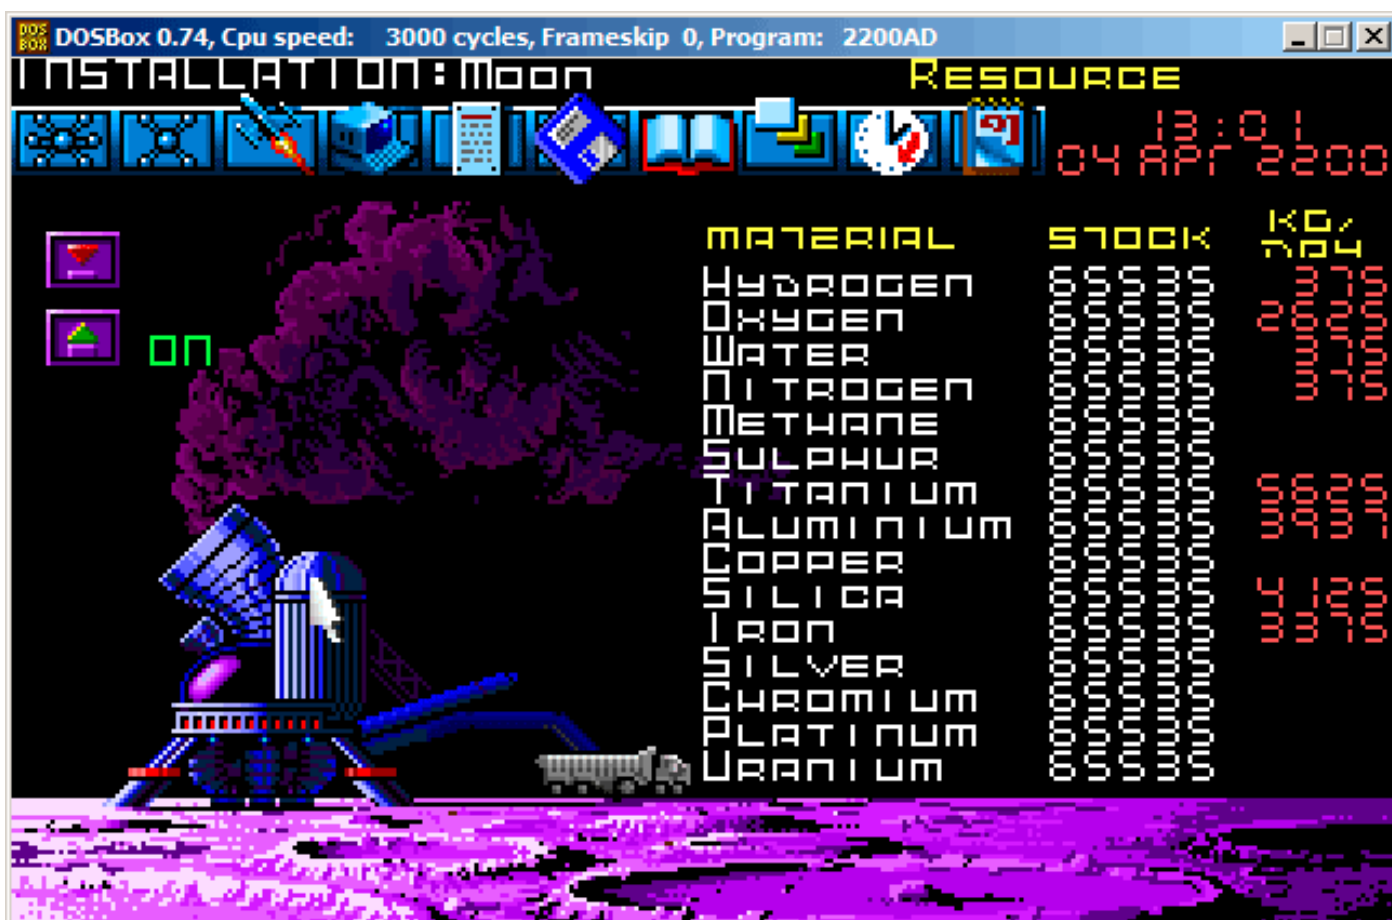 DOS BOX
DOSBox 0.74, Cpu speed: 3000 cycles, Frameskip 0, Program: 2200AD
INSTALLATION:Moon RESOURCE
13:01
04 Apr 2200
MATERIAL STOCK KG/DAY
HYDROGEN 65535 375
OXYGEN 65535 2625
WATER 65535 375
NITROGEN 65535 375
METHANE 65535
SULPHUR 65535
TITANIUM 65535 5625
ALUMINIUM 65535 3937
COPPER 65535
SILICA 65535 4125
IRON 65535 3375
SILVER 65535
CHROMIUM 65535
PLATINUM 65535
URANIUM 65535
ON